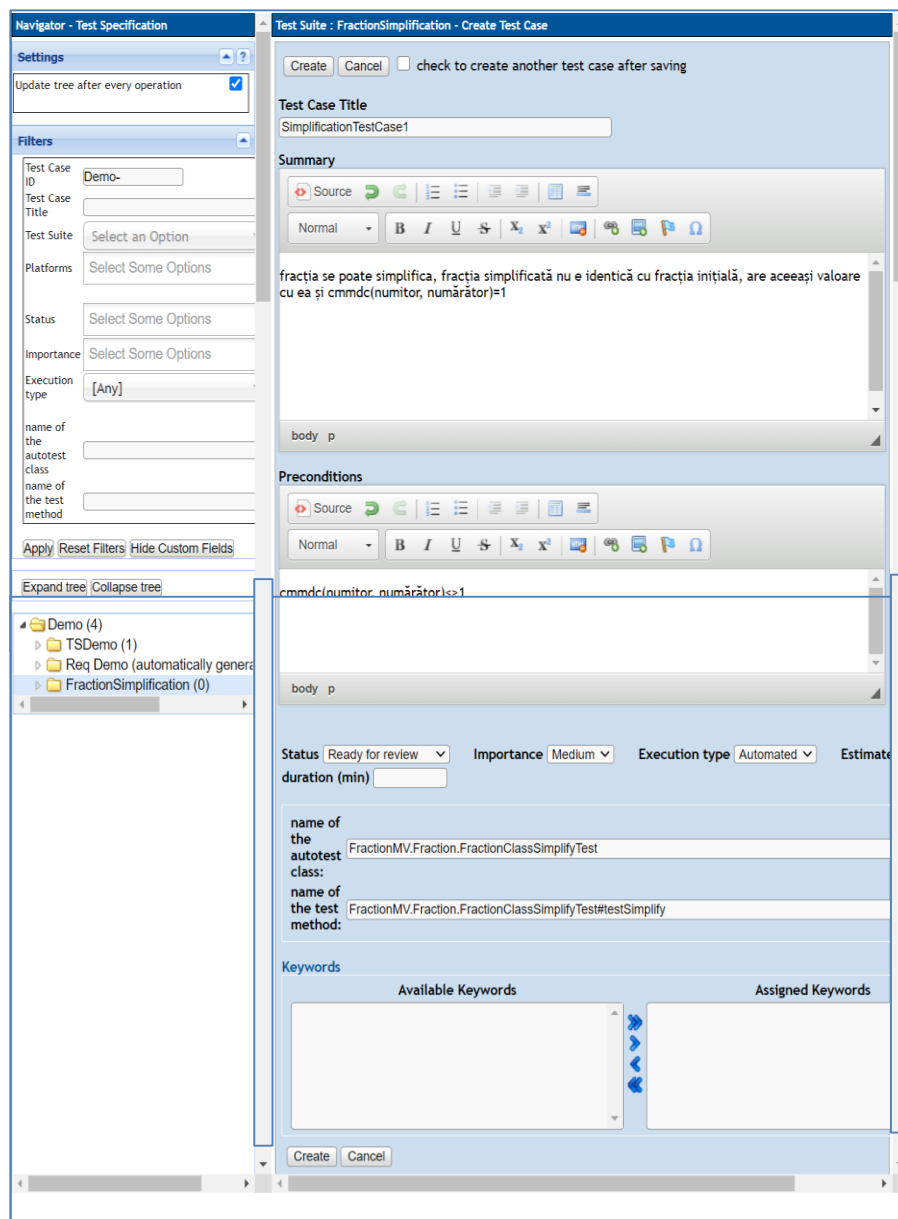 Navigator - Test Specification
Settings
?
Update tree after every operation
Filters
Test Case
ID
Demo-
Test Case
Title
Test Suite
Select an Option
Platforms
Select Some Options
Status
Select Some Options
Importance
Select Some Options
Execution
type
[Any]
name of
the
autotest
class
name of
the test
method
Apply Reset Filters Hide Custom Fields
Expand tree Collapse tree
Demo (4)
TSDemo (1)
Req Demo (automatically genera
FractionSimplification (0)
Test Suite : FractionSimplification - Create Test Case
Create Cancel check to create another test case after saving
Test Case Title
SimplificationTestCase1
Summary
Source
Normal B I U S X₂ x² Ω
fracția se poate simplifica, fracția simplificată nu e identică cu fracția inițială, are aceeași valoare
cu ea și cmmdc(numitor, numărător)=1
body p
Preconditions
Source
Normal B I U S X₂ x² Ω
cmmdc(numitor, numărător)<>1
body p
Status Ready for review Importance Medium Execution type Automated Estimate
duration (min)
name of
the
autotest
class:
FractionMV.Fraction.FractionClassSimplifyTest
name of
the test
method:
FractionMV.Fraction.FractionClassSimplifyTest#testSimplify
Keywords
Available Keywords Assigned Keywords
Create Cancel